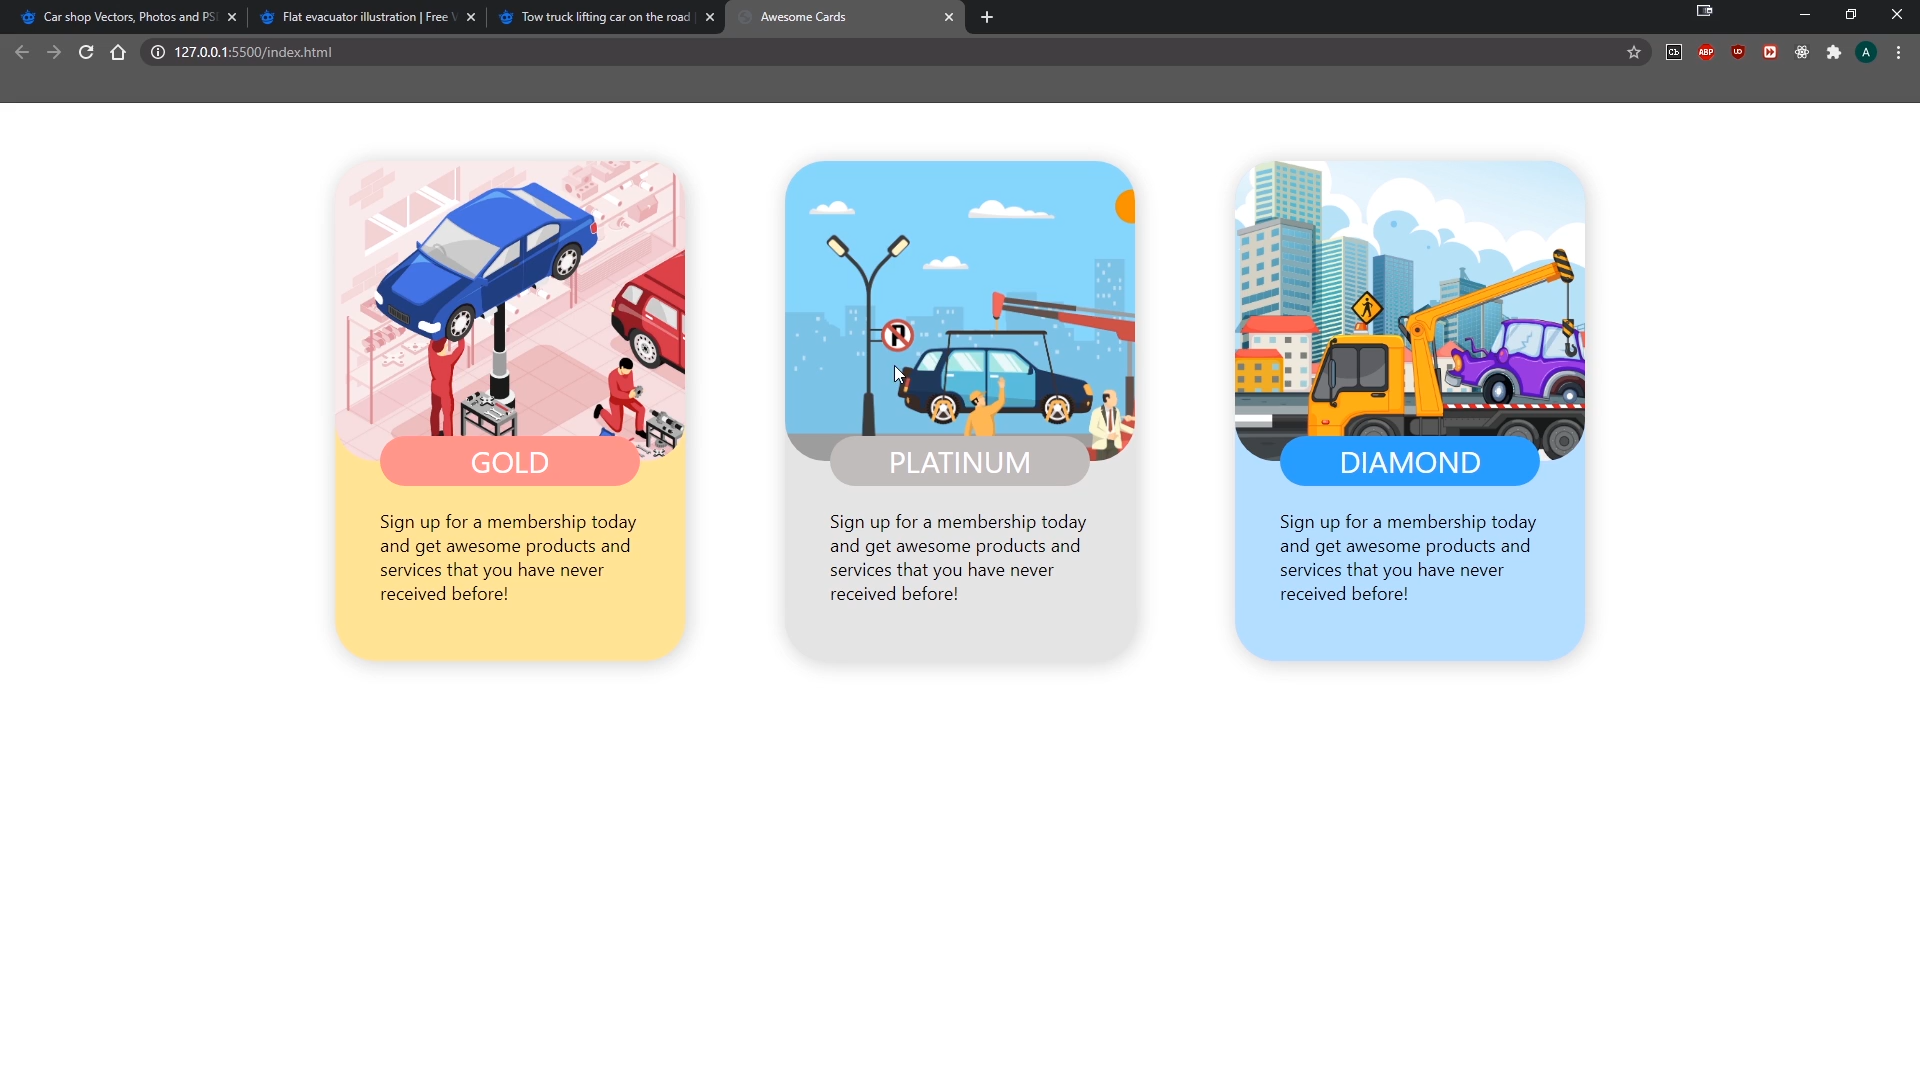 Car shop Vectors, Photos and PS
Flat evacuator illustration | Free V
Tow truck lifting car on the road
Awesome Cards
127.0.0.1:5500/index.html
Cb
ABP
A
GOLD
PLATINUM
DIAMOND
Sign up for a membership today
and get awesome products and
services that you have never
received before!
Sign up for a membership today
and get awesome products and
services that you have never
received before!
Sign up for a membership today
and get awesome products and
services that you have never
received before!